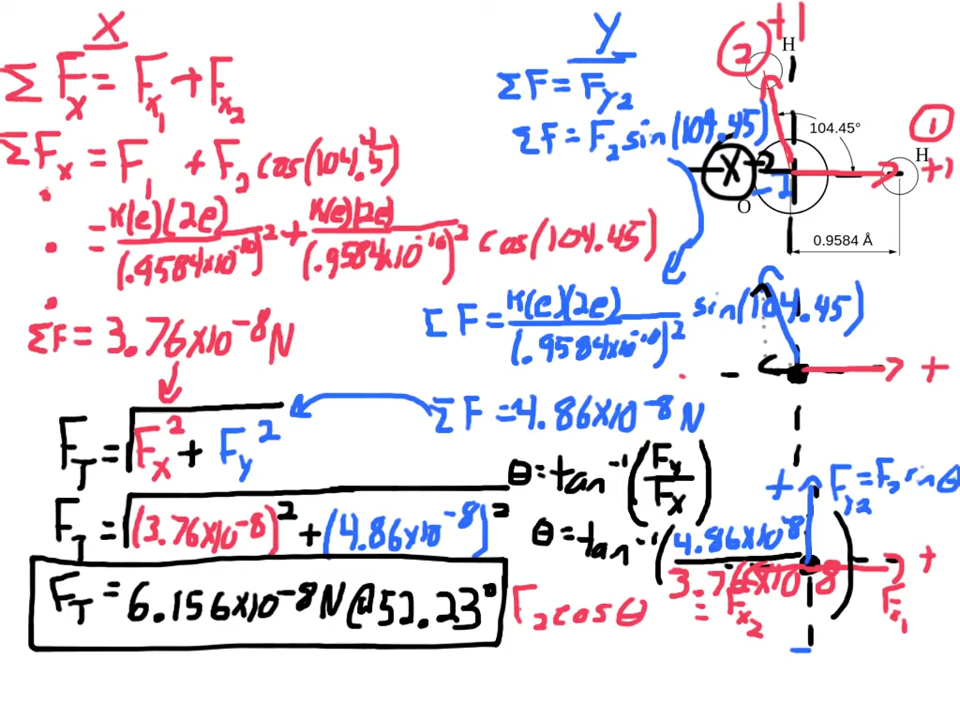 X
ΣFx = Fx1 + Fx2
ΣFx = F1 + F2 cos(104.45)
= K(e)(2e)/(.9584x10^-10)^2 + K(e)(2e)/(.9584x10^-10)^2 cos(104.45)
ΣF = 3.76x10^-8 N
FT = √(Fx^2 + Fy^2)
FT = √((3.76x10^-8)^2 + (4.86x10^-8)^2)
FT = 6.156x10^-8 N @ 52.23°
Y
ΣF = Fy2
ΣF = F2 sin(104.45)
ΣF = K(e)(2e)/(.9584x10^-10)^2 sin(104.45)
ΣF = 4.86x10^-8 N
θ = tan^-1(Fy/Fx)
θ = tan^-1(4.86x10^-8/3.76x10^-8)
F2 cosθ = Fx2
2 +1
H
104.45°
1
H
+1
X
O
0.9584 Å
- +
+ Fy2 = F2 sinθ
+
Fx1
-